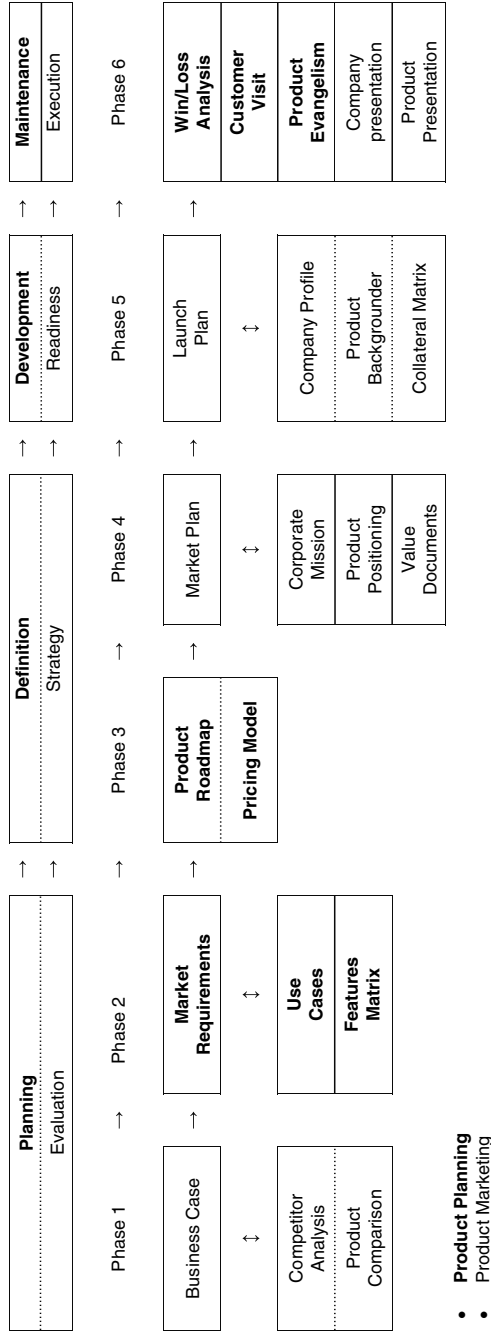 Planning
Evaluation
→
→
Definition
Strategy
→
→
Development
Readiness
→
→
Maintenance
Execution
Phase 1
→
Phase 2
→
Phase 3
→
Phase 4
→
Phase 5
→
Phase 6
Business Case
→
Market
Requirements
→
Product
Roadmap
Pricing Model
→
Market Plan
→
Launch
Plan
→
Win/Loss
Analysis
Customer
Visit
Product
Evangelism
Company
presentation
Product
Presentation
↔
Competitor
Analysis
Product
Comparison
↔
Use
Cases
Features
Matrix
↔
Corporate
Mission
Product
Positioning
Value
Documents
↔
Company Profile
Product
Backgrounder
Collateral Matrix
• Product Planning
• Product Marketing